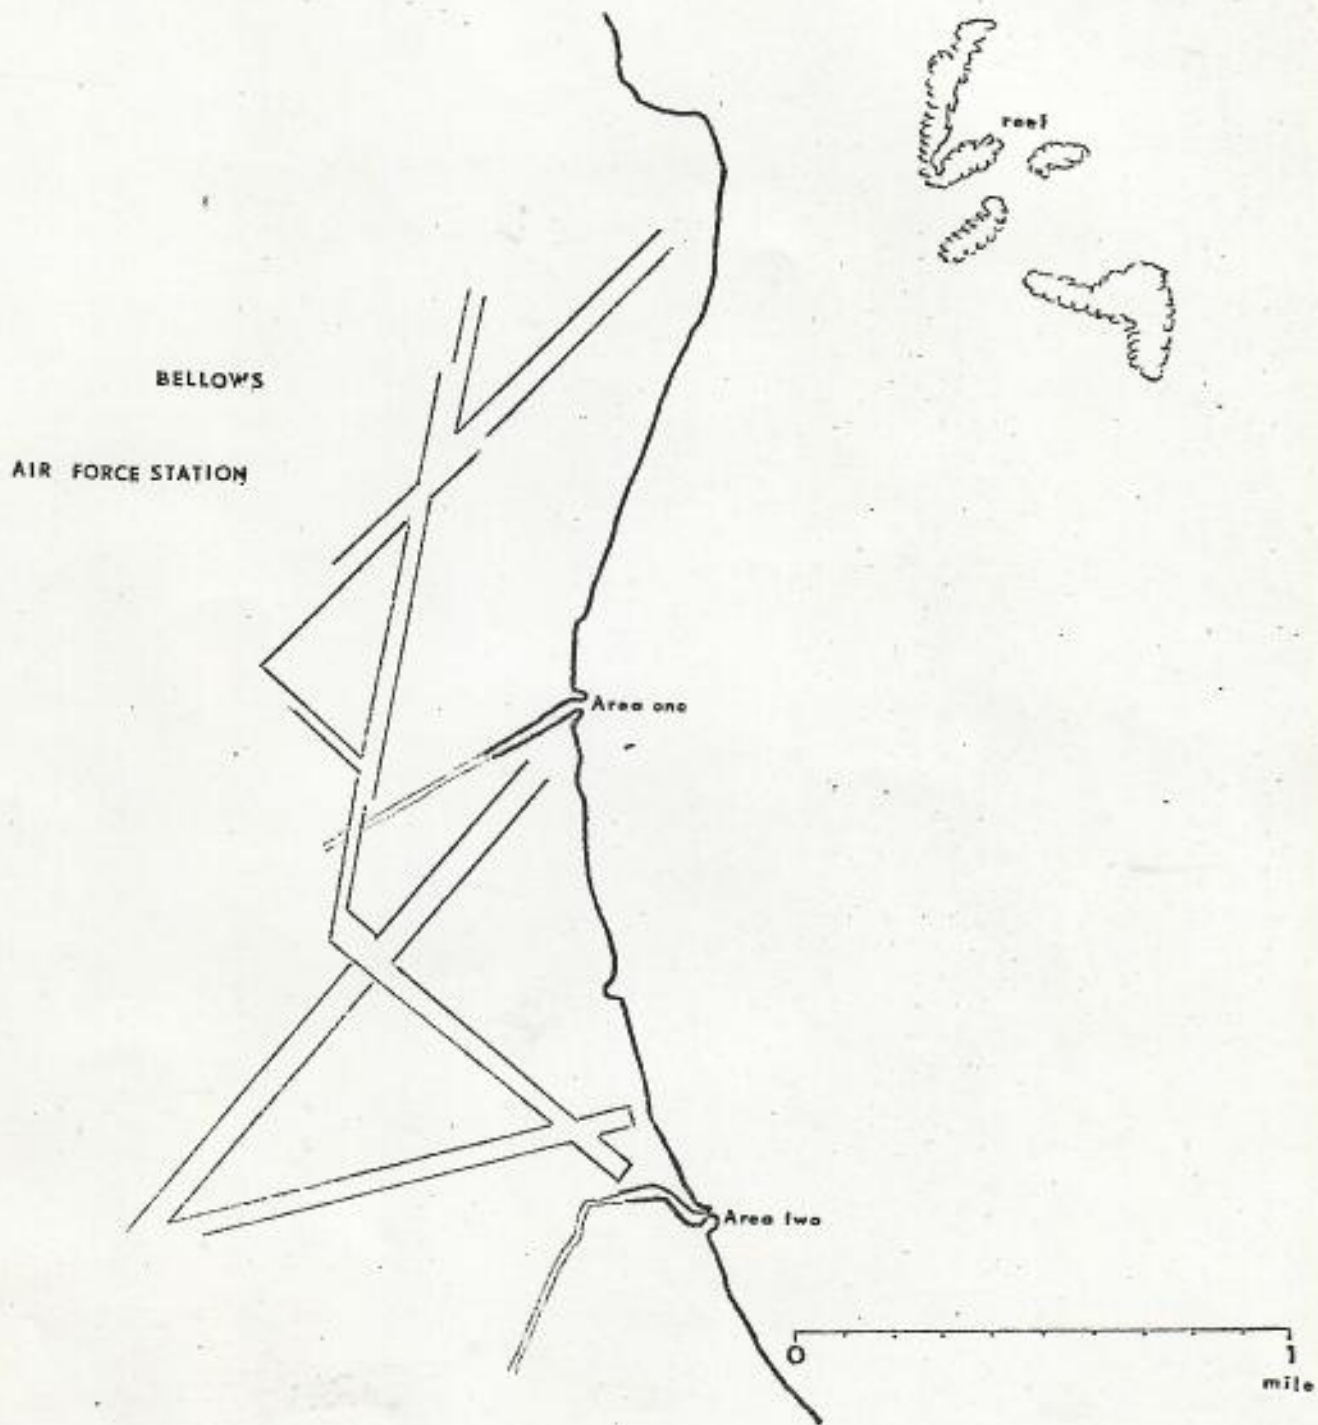 reef
BELLOWS
AIR FORCE STATION
Area one
Area two
0 1
mile